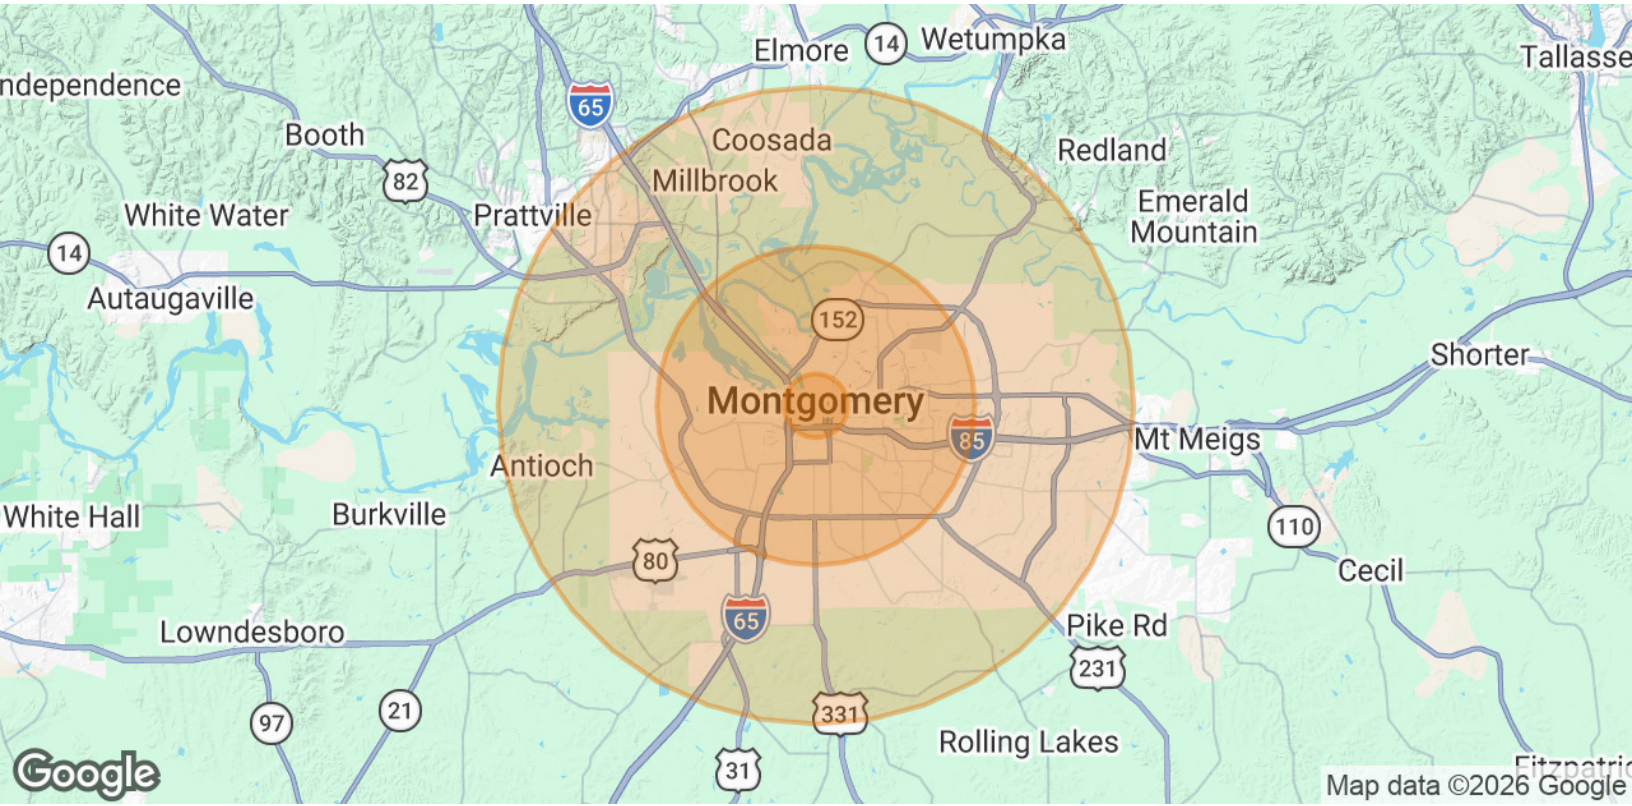 Elmore
14
Wetumpka
Tallasse
ndependence
65
Booth
Coosada
Redland
82
Millbrook
White Water
Prattville
Emerald
Mountain
14
Autaugaville
152
Shorter
Montgomery
85
Mt Meigs
Antioch
White Hall
Burkville
110
80
Cecil
65
Lowndesboro
Pike Rd
231
97
21
331
Rolling Lakes
31
Fitzpatric
Google
Map data ©2026 Google